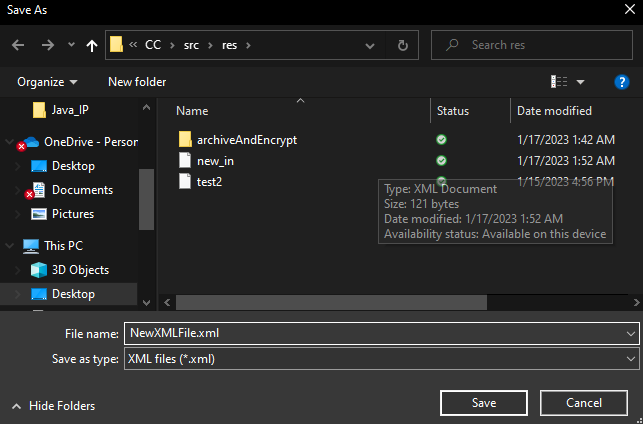 Save As
CC > src > res >
Search res
Organize
New folder
Name Status Date modified
Java_IP
OneDrive - Person
Desktop
Documents
Pictures
This PC
3D Objects
Desktop
archiveAndEncrypt 1/17/2023 1:42 AM
new_in 1/17/2023 1:52 AM
test2 1/15/2023 4:56 PM
Type: XML Document
Size: 121 bytes
Date modified: 1/17/2023 1:52 AM
Availability status: Available on this device
File name: NewXMLFile.xml
Save as type: XML files (*.xml)
Hide Folders
Save
Cancel